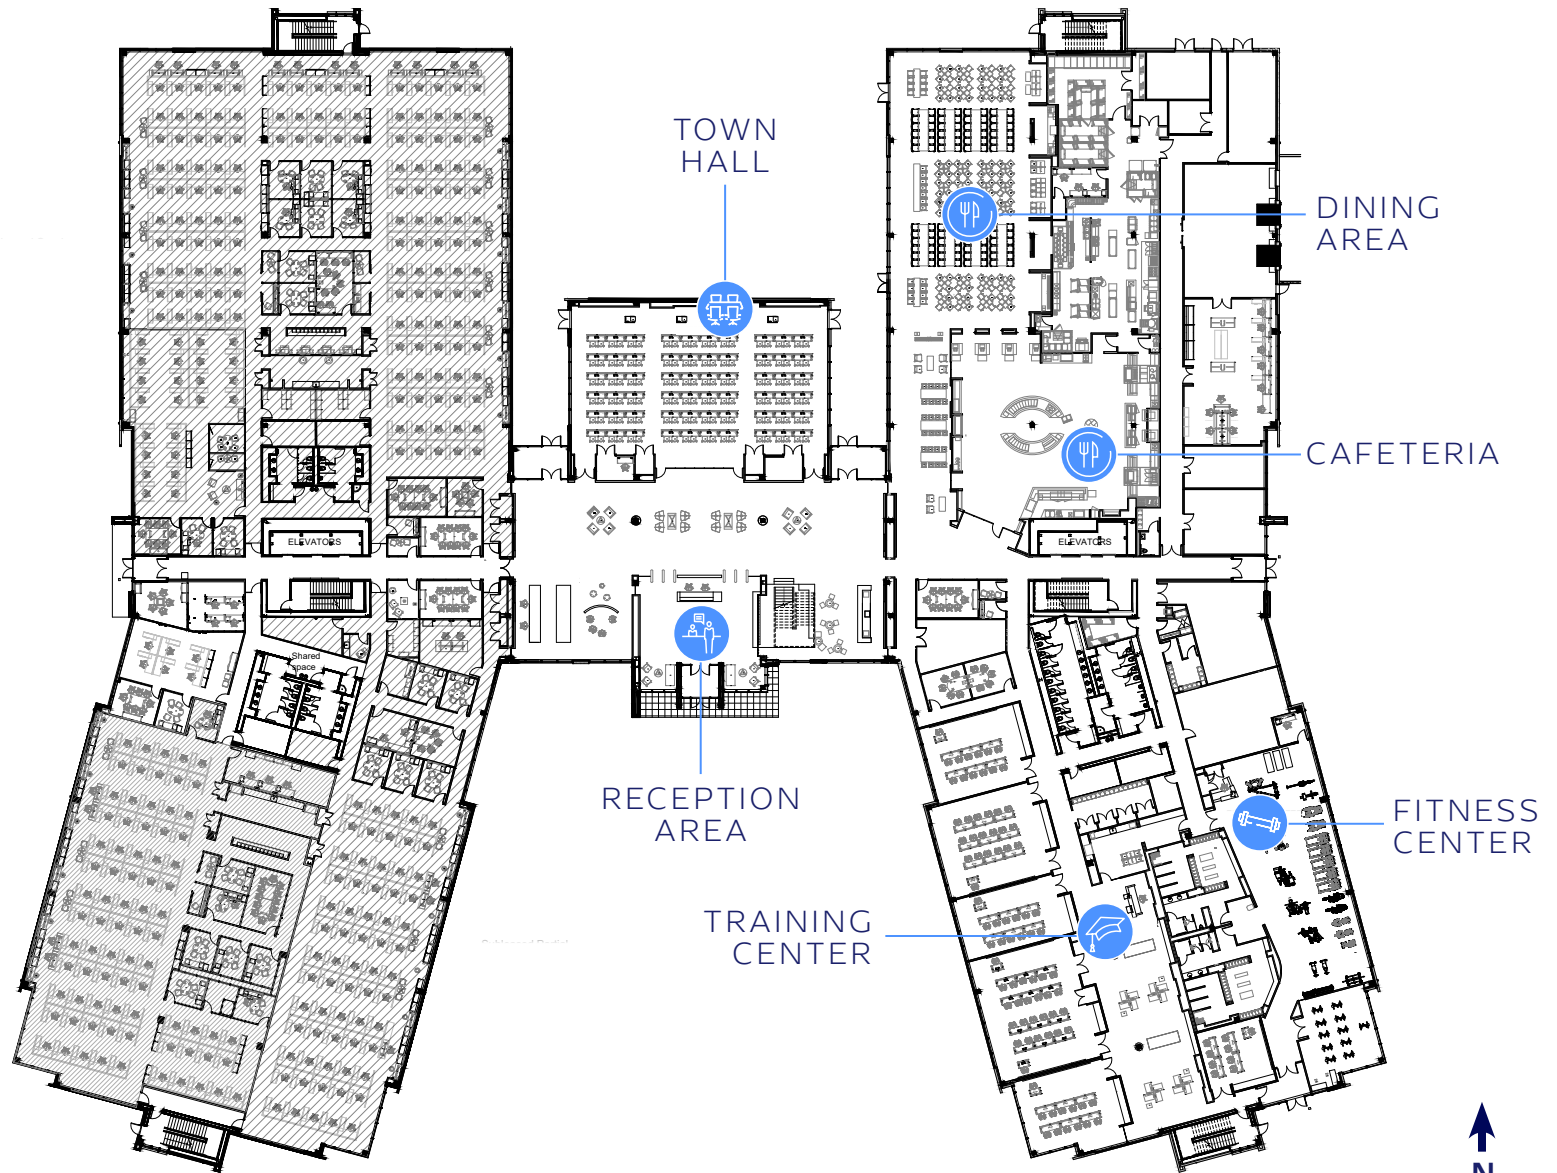 TOWN
HALL
DINING
AREA
CAFETERIA
ELEVATORS
ELEVATORS
Shared
space
RECEPTION
AREA
FITNESS
CENTER
TRAINING
CENTER
N